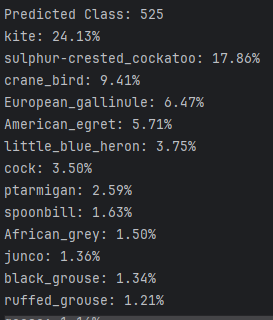 Predicted Class: 525
kite: 24.13%
sulphur-crested_cockatoo: 17.86%
crane_bird: 9.41%
European_gallinule: 6.47%
American_egret: 5.71%
little_blue_heron: 3.75%
cock: 3.50%
ptarmigan: 2.59%
spoonbill: 1.63%
African_grey: 1.50%
junco: 1.36%
black_grouse: 1.34%
ruffed_grouse: 1.21%